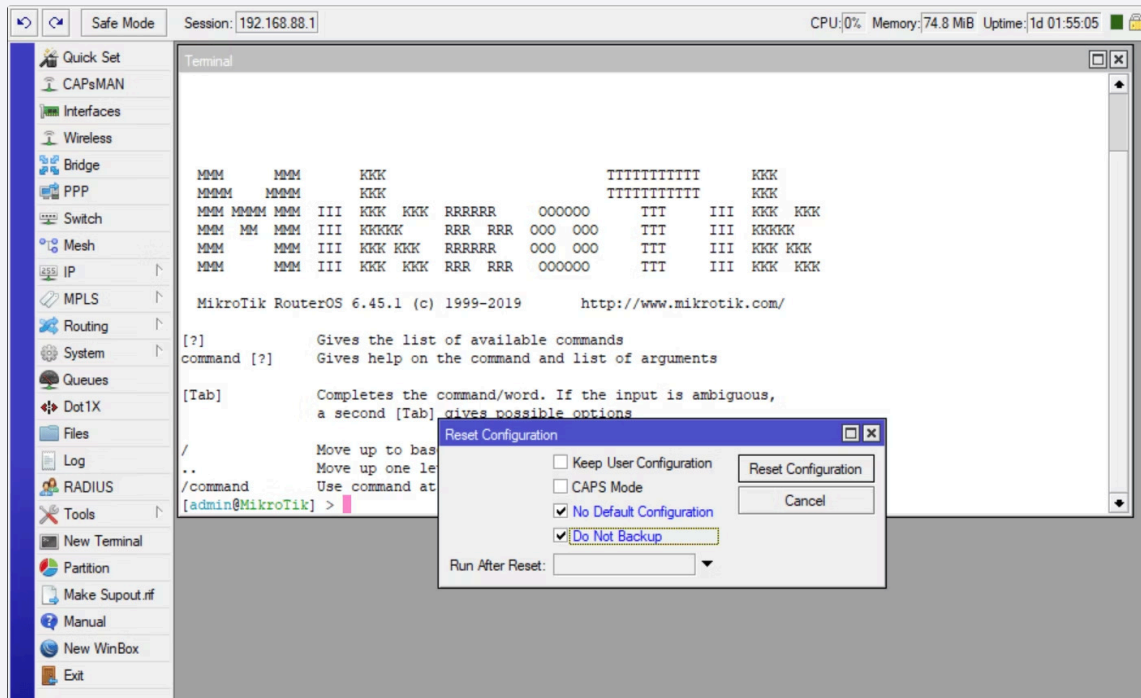 Safe Mode Session: 192.168.88.1 CPU: 0% Memory: 74.8 MiB Uptime: 1d 01:55:05
Quick Set
CAPsMAN
Interfaces
Wireless
Bridge
PPP
Switch
Mesh
IP
MPLS
Routing
System
Queues
Dot1X
Files
Log
RADIUS
Tools
New Terminal
Partition
Make Supout.rif
Manual
New WinBox
Exit
Terminal
MMM MMM KKK TTTTTTTTTTT KKK
MMMM MMMM KKK TTTTTTTTTTT KKK
MMM MMMM MMM III KKK KKK RRRRRR OOOOOO TTT III KKK KKK
MMM MM MMM III KKKKK RRR RRR OOO OOO TTT III KKKKK
MMM MMM III KKK KKK RRRRRR OOO OOO TTT III KKK KKK
MMM MMM III KKK KKK RRR RRR OOOOOO TTT III KKK KKK
MikroTik RouterOS 6.45.1 (c) 1999-2019 http://www.mikrotik.com/
[?] Gives the list of available commands
command [?] Gives help on the command and list of arguments
[Tab] Completes the command/word. If the input is ambiguous,
a second [Tab] gives possible options
/ Move up to bas
.. Move up one le
/command Use command at
[admin@MikroTik] >
Reset Configuration
Keep User Configuration
CAPS Mode
No Default Configuration
Do Not Backup
Run After Reset:
Reset Configuration
Cancel